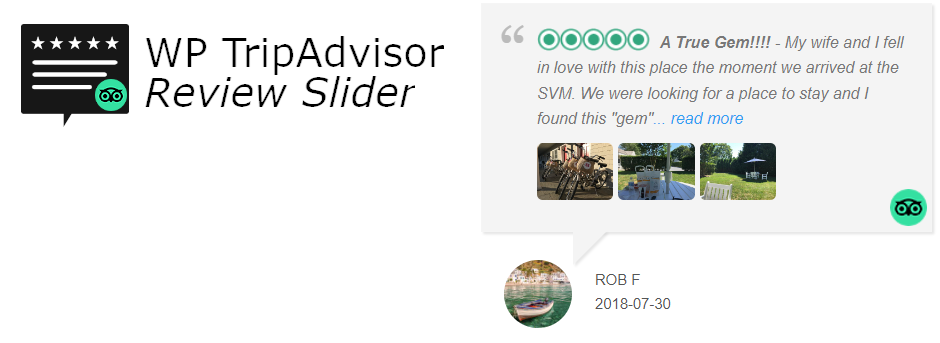 WP TripAdvisor
Review Slider
A True Gem!!!! - My wife and I fell
in love with this place the moment we arrived at the
SVM. We were looking for a place to stay and I
found this "gem"... read more
ROB F
2018-07-30